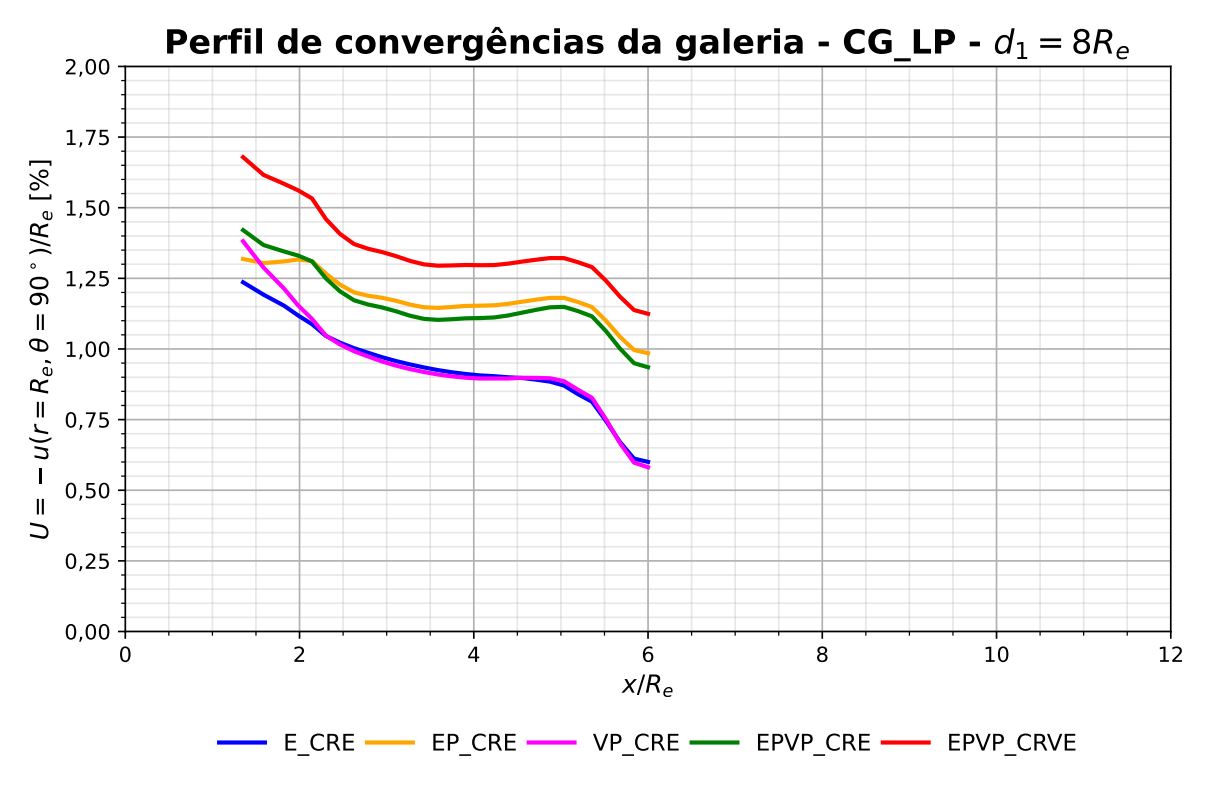 Perfil de convergências da galeria - CG_LP - d₁ = 8Rₑ
U = − u(r = Rₑ, θ = 90°)/Rₑ [%]
2,00
1,75
1,50
1,25
1,00
0,75
0,50
0,25
0,00
0 2 4 6 8 10 12
x/Rₑ
E_CRE EP_CRE VP_CRE EPVP_CRE EPVP_CRVE